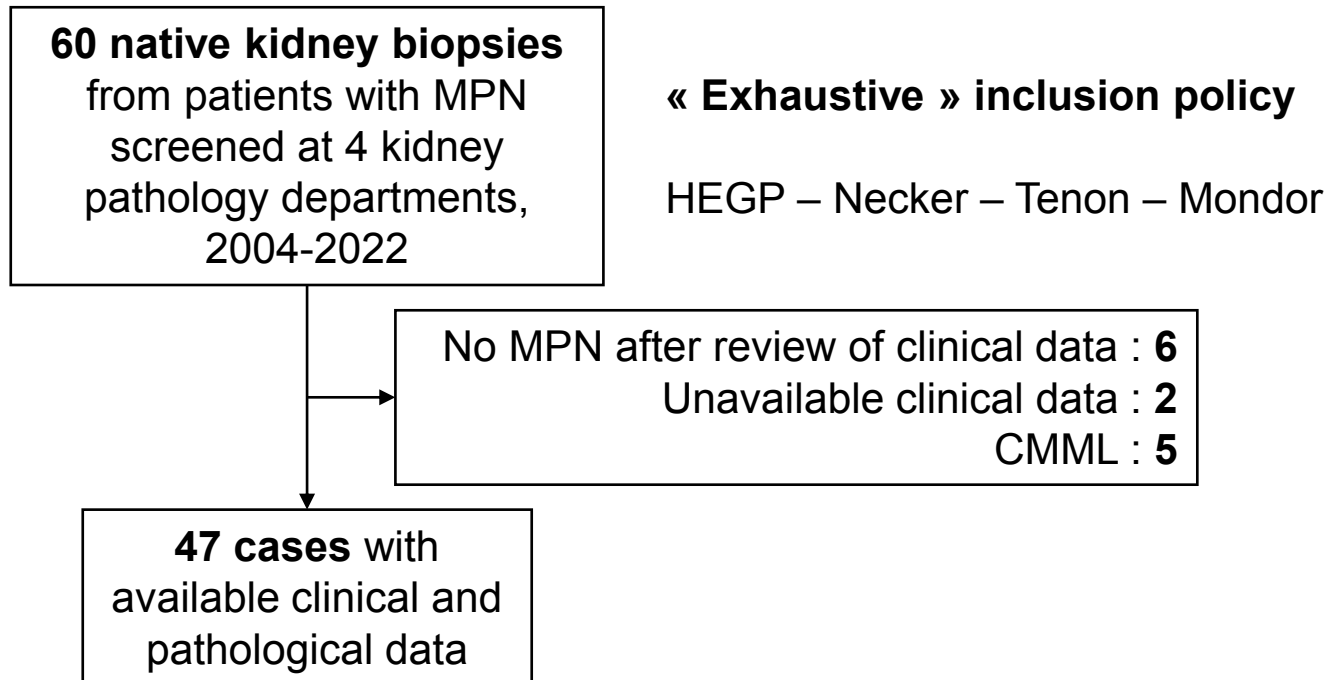 60 native kidney biopsies
from patients with MPN
screened at 4 kidney
pathology departments,
2004-2022
« Exhaustive » inclusion policy
HEGP – Necker – Tenon – Mondor
No MPN after review of clinical data : 6
Unavailable clinical data : 2
CMML : 5
47 cases with
available clinical and
pathological data